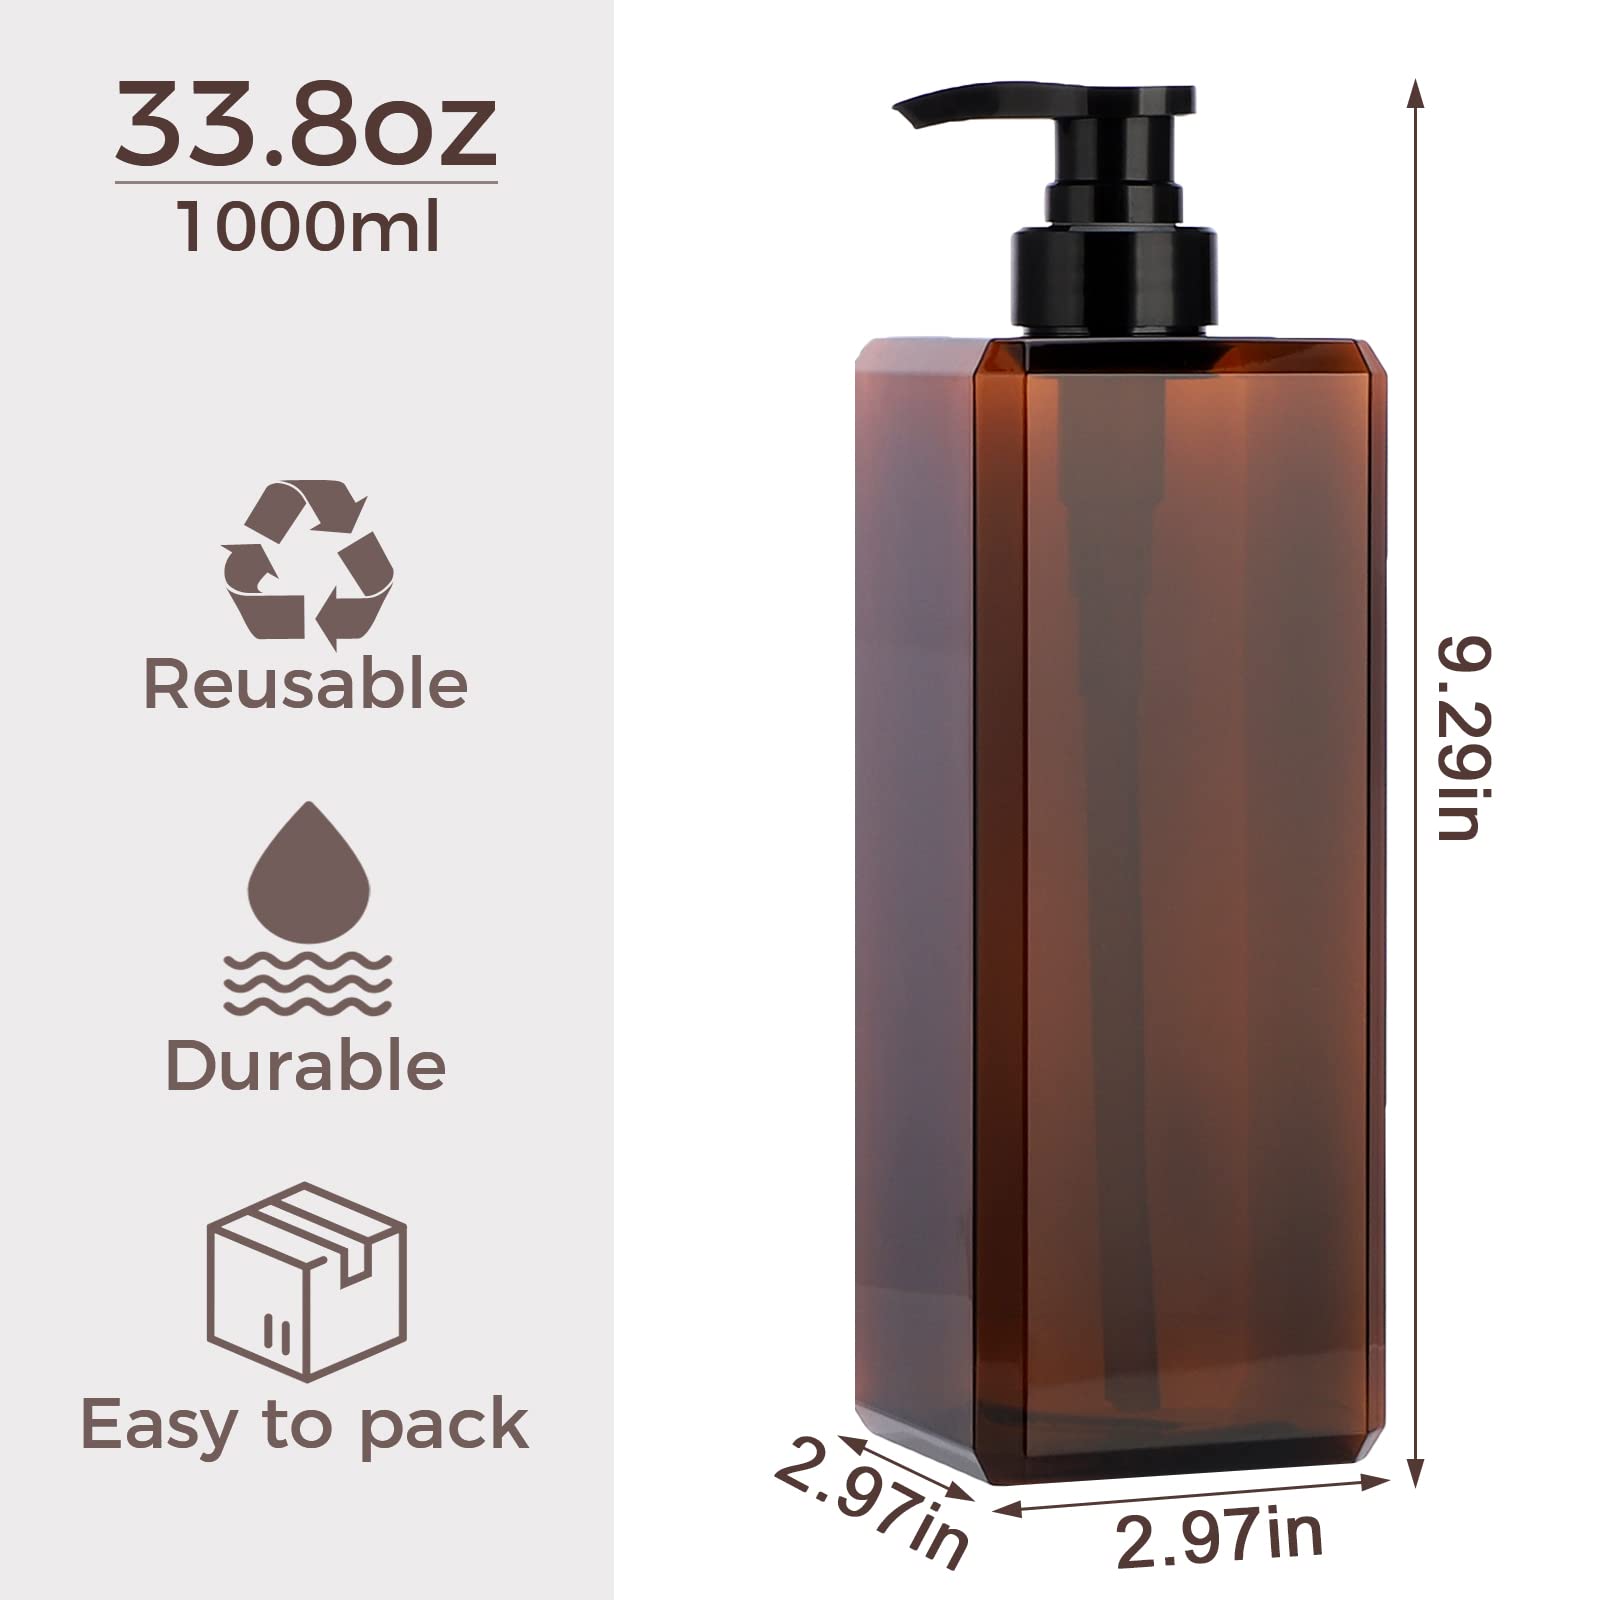 33.8oz
1000ml
Reusable
Durable
Easy to pack
9.29in
2.97in
2.97in